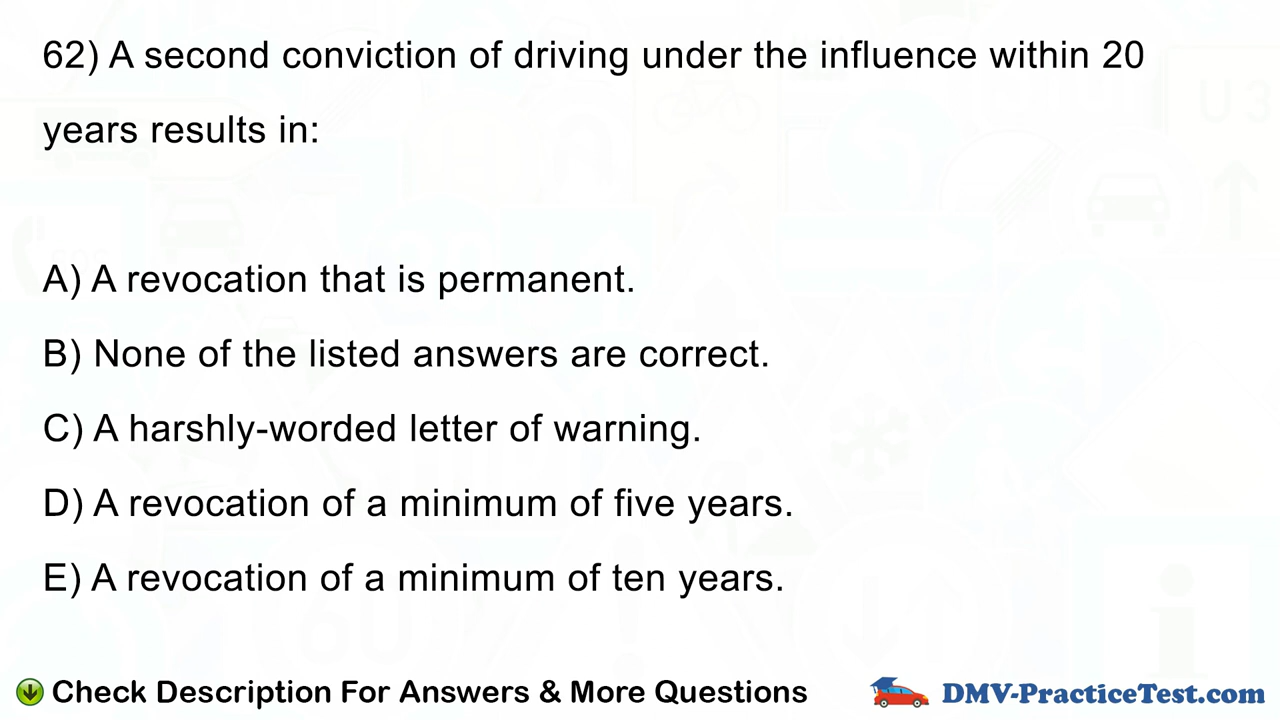 62) A second conviction of driving under the influence within 20
years results in:
A) A revocation that is permanent.
B) None of the listed answers are correct.
C) A harshly-worded letter of warning.
D) A revocation of a minimum of five years.
E) A revocation of a minimum of ten years.
Check Description For Answers & More Questions
DMV-PracticeTest.com